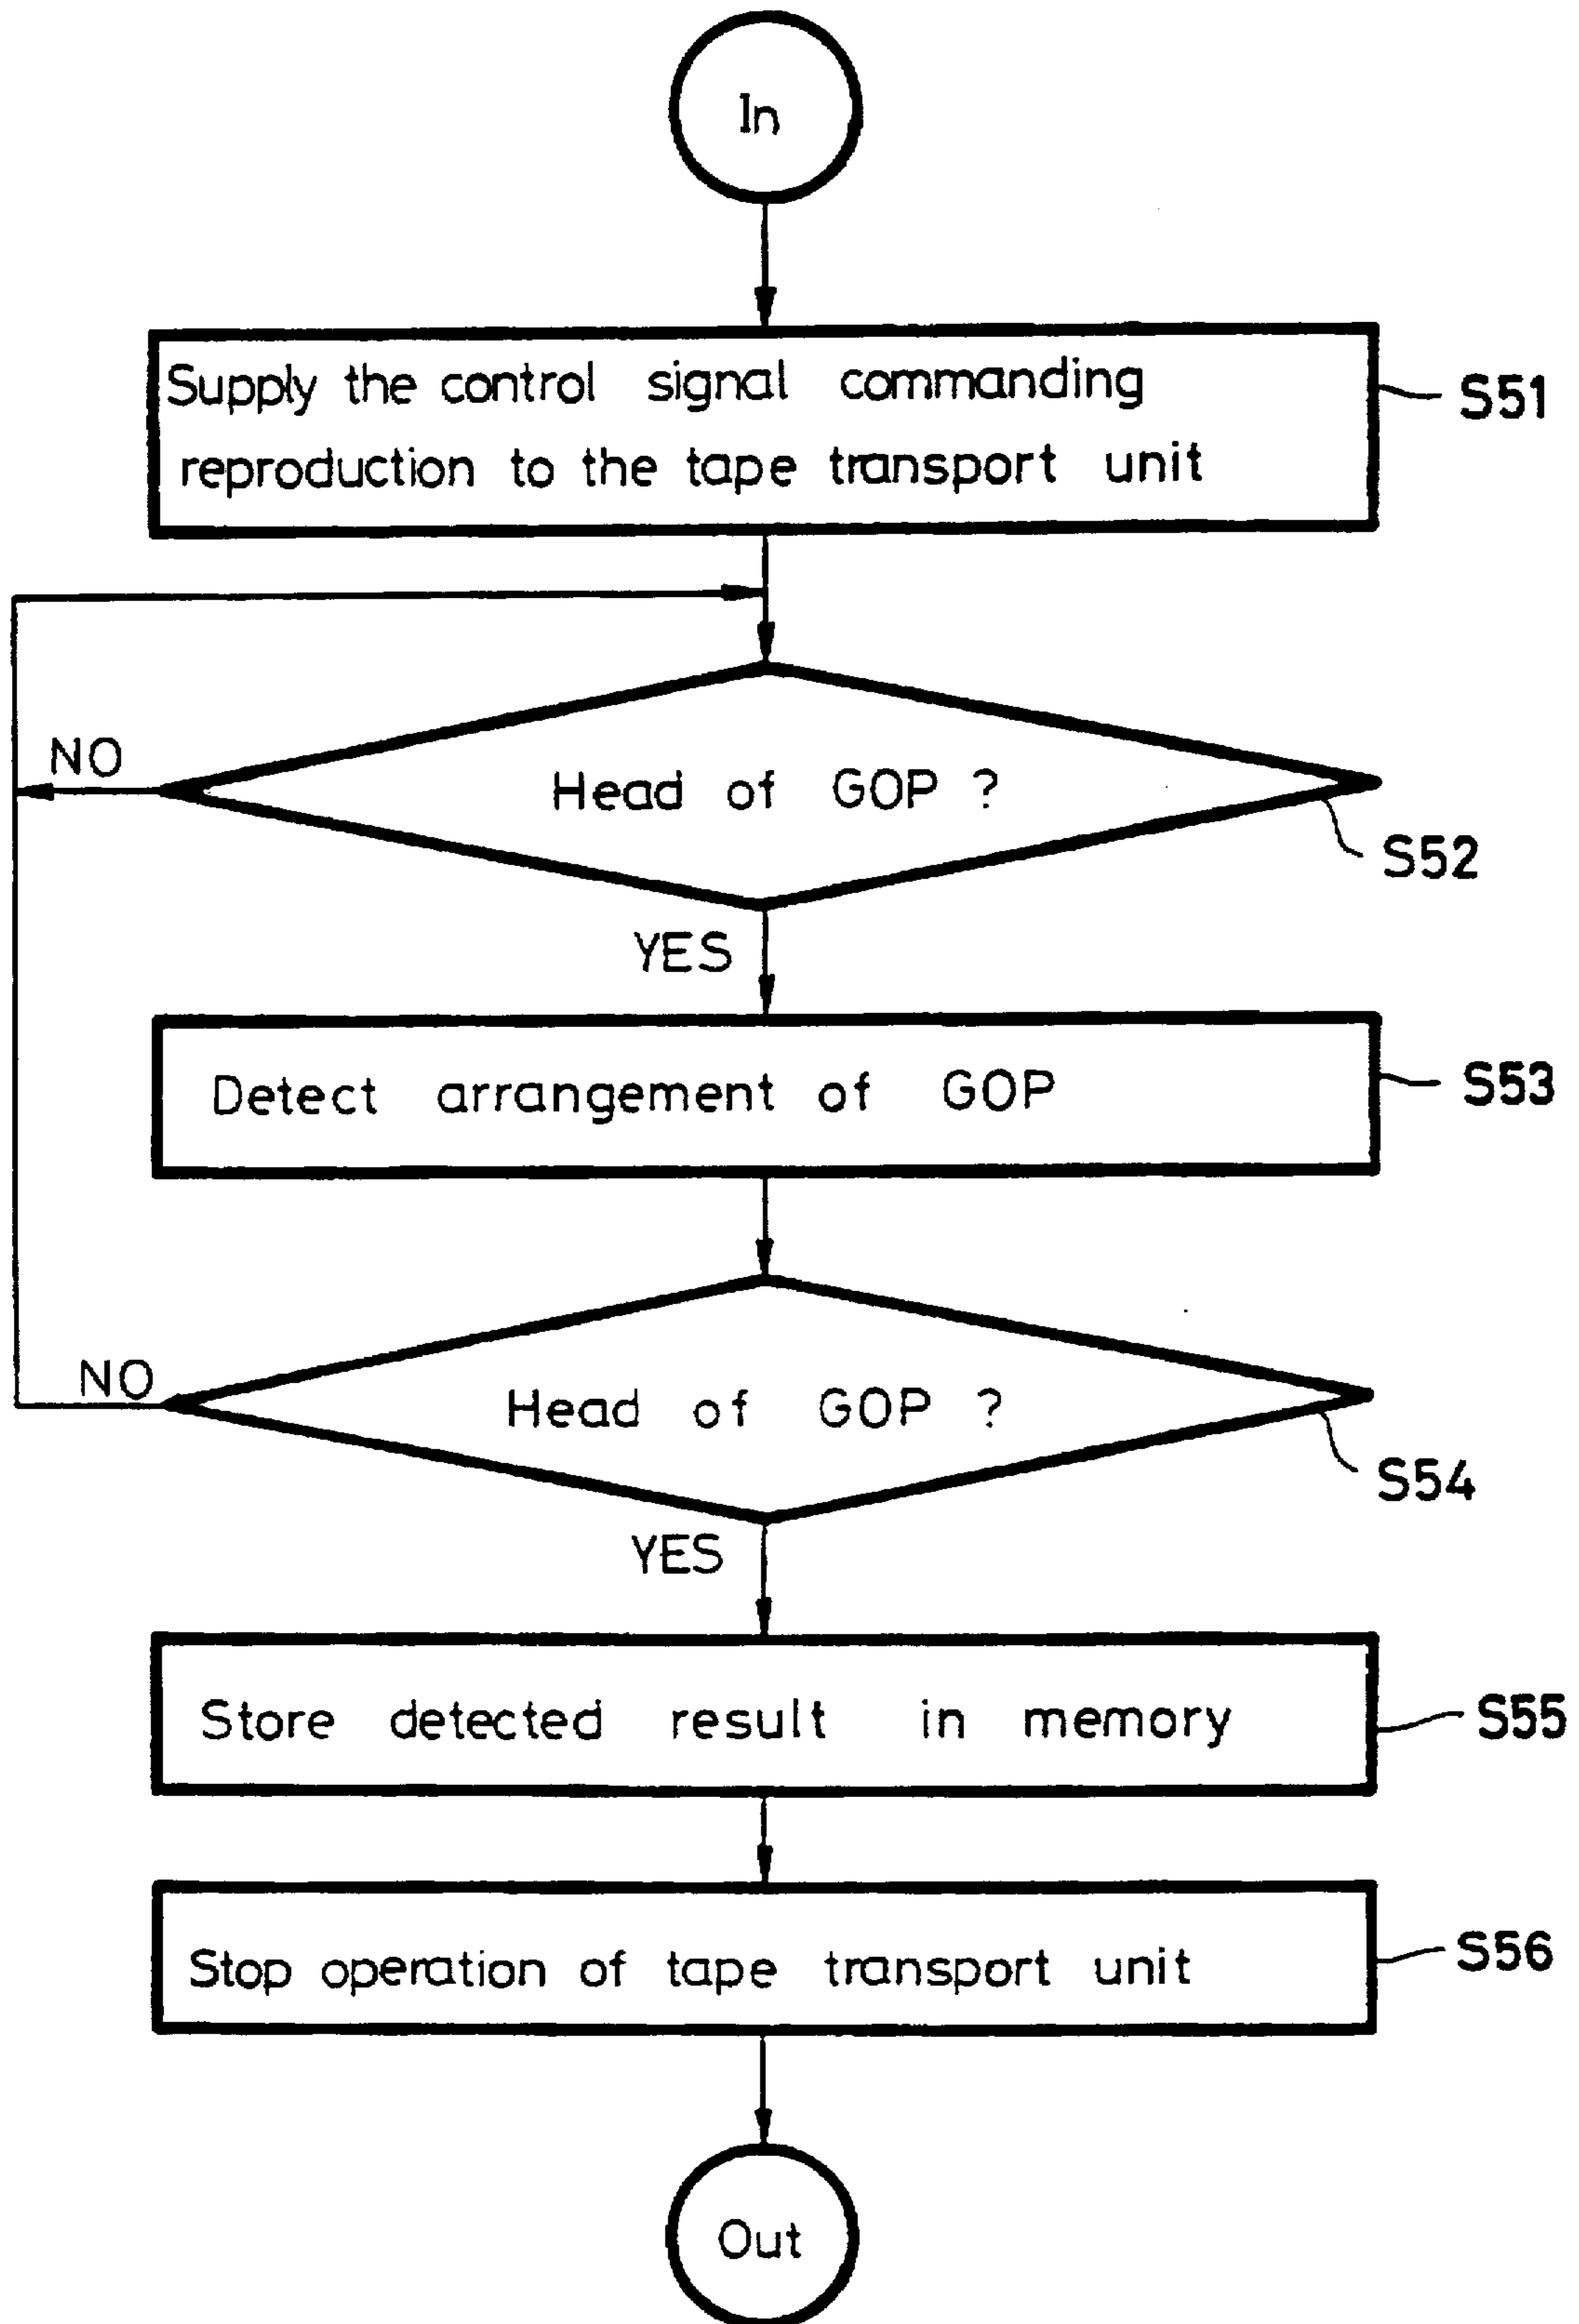 In
Supply the control signal commanding
reproduction to the tape transport unit
S51
NO
Head of GOP ?
S52
YES
Detect arrangement of GOP
S53
NO
Head of GOP ?
S54
YES
Store detected result in memory
S55
Stop operation of tape transport unit
S56
Out